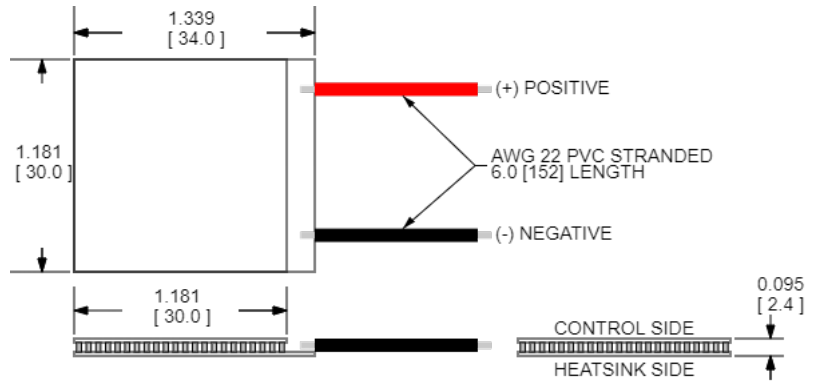 1.339
[ 34.0 ]
(+) POSITIVE
1.181
[ 30.0 ]
AWG 22 PVC STRANDED
6.0 [152] LENGTH
(-) NEGATIVE
1.181
[ 30.0 ]
0.095
[ 2.4 ]
CONTROL SIDE
HEATSINK SIDE